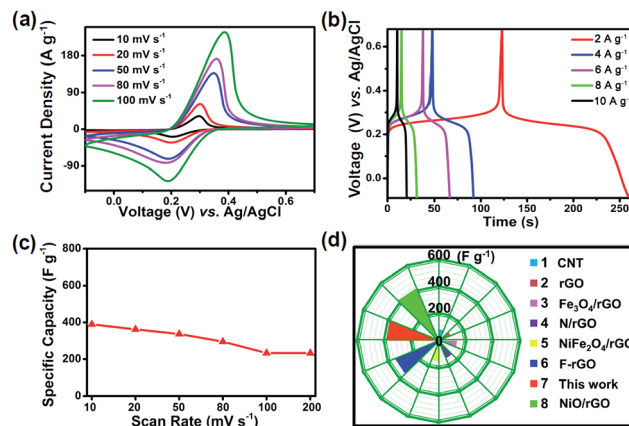 (a)
Current Density (A g⁻¹)
180
90
0
-90
10 mV s⁻¹
20 mV s⁻¹
50 mV s⁻¹
80 mV s⁻¹
100 mV s⁻¹
0.0 0.2 0.4 0.6
Voltage (V) vs. Ag/AgCl
(b)
Voltage (V) vs. Ag/AgCl
0.6
0.4
0.2
0.0
2 A g⁻¹
4 A g⁻¹
6 A g⁻¹
8 A g⁻¹
10 A g⁻¹
0 50 100 150 200 250
Time (s)
(c)
Specific Capacity (F g⁻¹)
800
600
400
200
0
10 20 50 80 100 200
Scan Rate (mV s⁻¹)
(d)
600 (F g⁻¹)
400
200
0
1 CNT
2 rGO
3 Fe₃O₄/rGO
4 N/rGO
5 NiFe₂O₄/rGO
6 F-rGO
7 This work
8 NiO/rGO